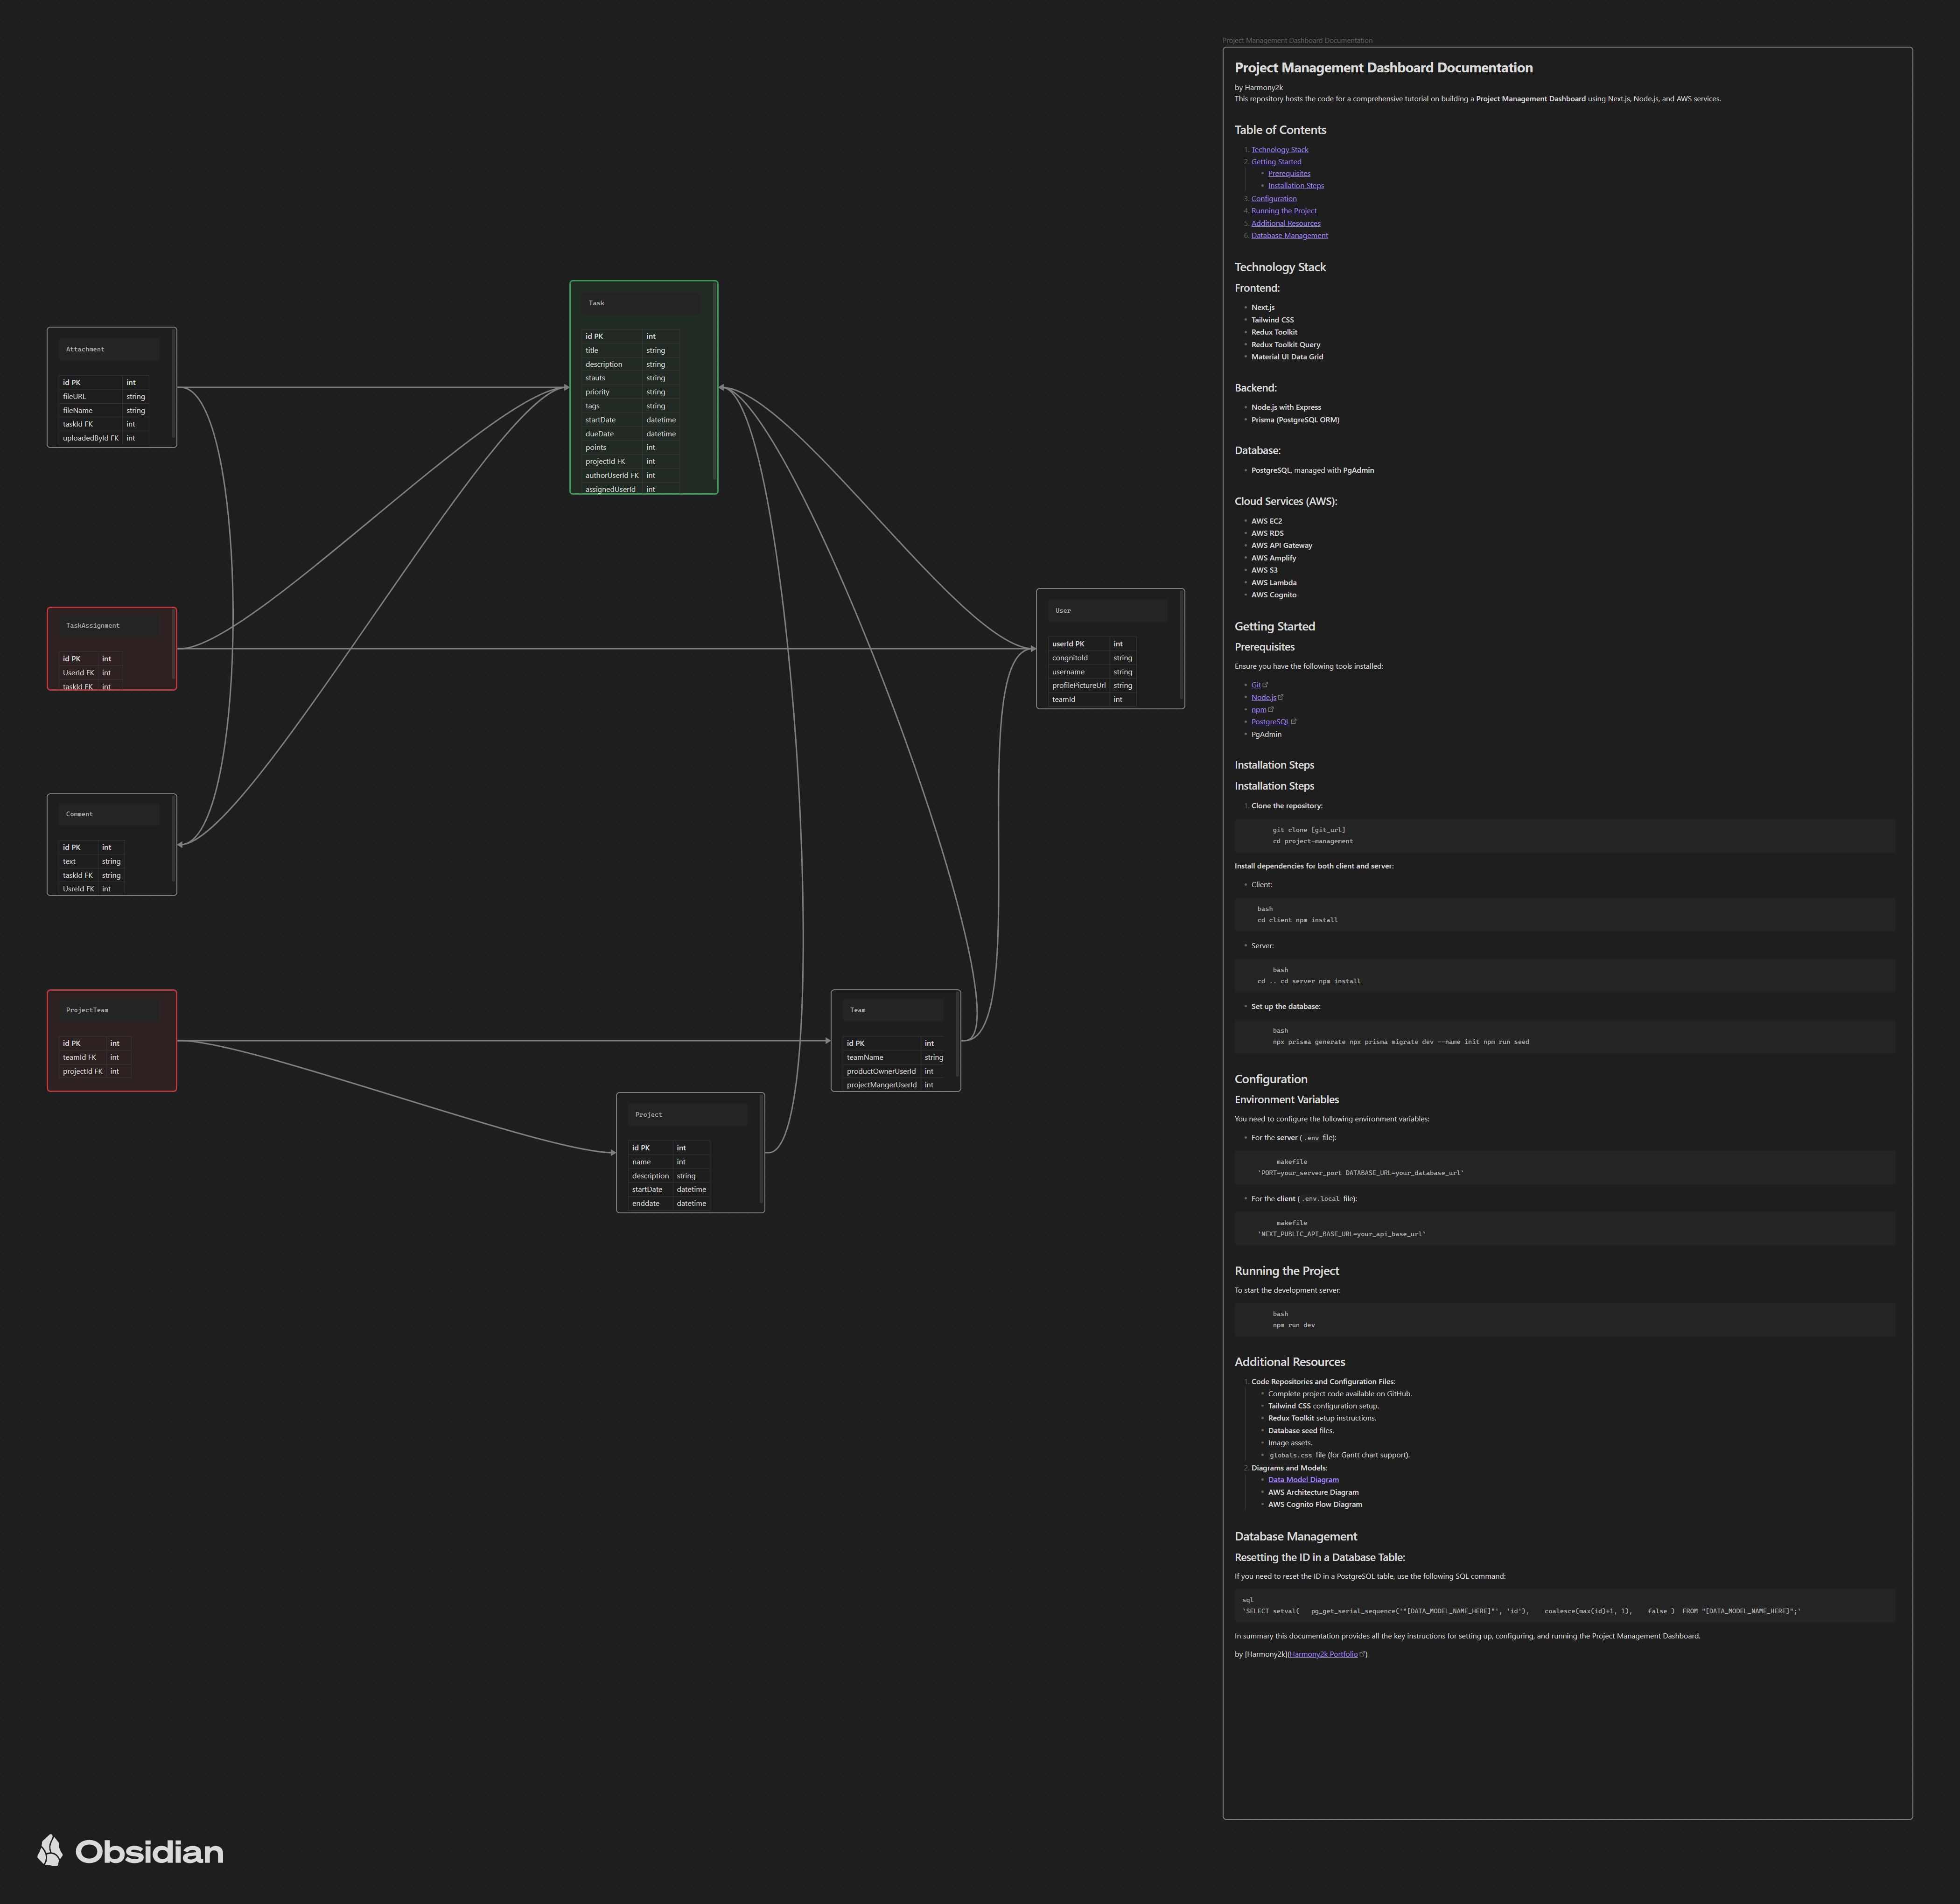 Attachment
id PK int
fileURL string
fileName string
taskId FK int
uploadedById FK int
Task
id PK int
title string
description string
stauts string
priority string
tags string
startDate datetime
dueDate datetime
points int
projectId FK int
authorUserId FK int
assignedUserId int
TaskAssignment
id PK int
UserId FK int
taskId FK int
User
userId PK int
congnitoId string
username string
profilePictureUrl string
teamId int
Comment
id PK int
text string
taskId FK string
UsreId FK int
ProjectTeam
id PK int
teamId FK int
projectId FK int
Team
id PK int
teamName string
productOwnerUserId int
projectMangerUserId int
Project
id PK int
name int
description string
startDate datetime
enddate datetime
Project Management Dashboard Documentation
Project Management Dashboard Documentation
by Harmony2k
This repository hosts the code for a comprehensive tutorial on building a Project Management Dashboard using Next.js, Node.js, and AWS services.
Table of Contents
1. Technology Stack
2. Getting Started
• Prerequisites
• Installation Steps
3. Configuration
4. Running the Project
5. Additional Resources
6. Database Management
Technology Stack
Frontend:
• Next.js
• Tailwind CSS
• Redux Toolkit
• Redux Toolkit Query
• Material UI Data Grid
Backend:
• Node.js with Express
• Prisma (PostgreSQL ORM)
Database:
• PostgreSQL, managed with PgAdmin
Cloud Services (AWS):
• AWS EC2
• AWS RDS
• AWS API Gateway
• AWS Amplify
• AWS S3
• AWS Lambda
• AWS Cognito
Getting Started
Prerequisites
Ensure you have the following tools installed:
• Git
• Node.js
• npm
• PostgreSQL
• PgAdmin
Installation Steps
Installation Steps
1. Clone the repository:
git clone [git_url]
cd project-management
Install dependencies for both client and server:
• Client:
bash
cd client npm install
• Server:
bash
cd .. cd server npm install
• Set up the database:
bash
npx prisma generate npx prisma migrate dev --name init npm run seed
Configuration
Environment Variables
You need to configure the following environment variables:
• For the server ( .env file):
makefile
'PORT=your_server_port DATABASE_URL=your_database_url`
• For the client ( .env.local file):
makefile
'NEXT_PUBLIC_API_BASE_URL=your_api_base_url`
Running the Project
To start the development server:
bash
npm run dev
Additional Resources
1. Code Repositories and Configuration Files:
• Complete project code available on GitHub.
• Tailwind CSS configuration setup.
• Redux Toolkit setup instructions.
• Database seed files.
• Image assets.
• globals.css file (for Gantt chart support).
2. Diagrams and Models:
• Data Model Diagram
• AWS Architecture Diagram
• AWS Cognito Flow Diagram
Database Management
Resetting the ID in a Database Table:
If you need to reset the ID in a PostgreSQL table, use the following SQL command:
sql
'SELECT setval( pg_get_serial_sequence('"[DATA_MODEL_NAME_HERE]"', 'id'), coalesce(max(id)+1, 1), false ) FROM "[DATA_MODEL_NAME_HERE]";'
In summary this documentation provides all the key instructions for setting up, configuring, and running the Project Management Dashboard.
by [Harmony2k](Harmony2k Portfolio)
Obsidian